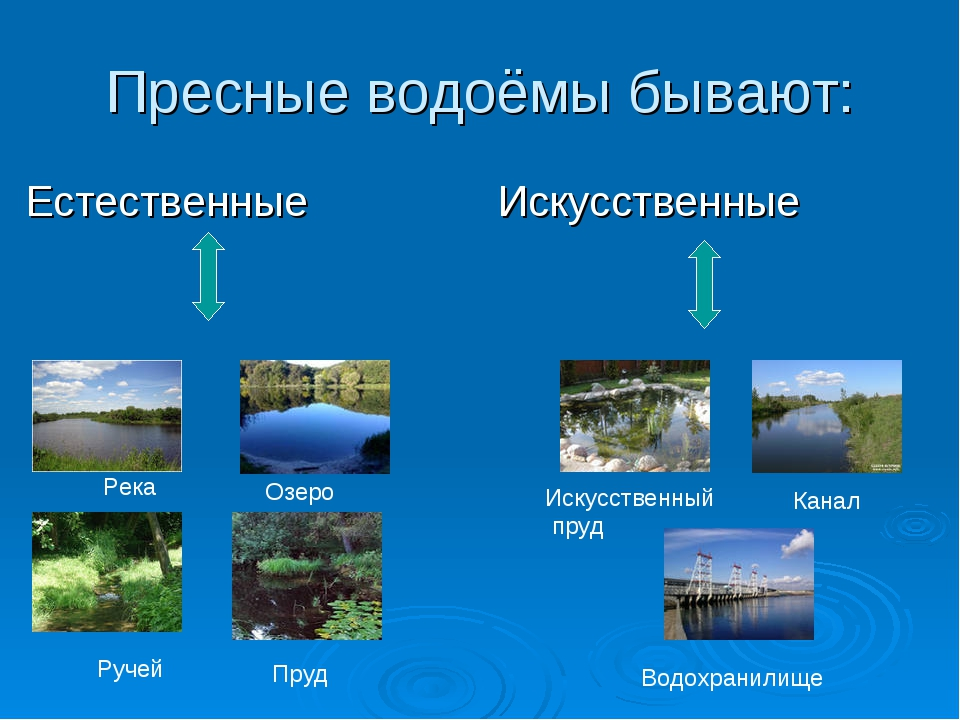 Пресные водоёмы бывают:
Естественные
Искусственные
Река
Озеро
Искусственный
пруд
Канал
Ручей
Пруд
Водохранилище